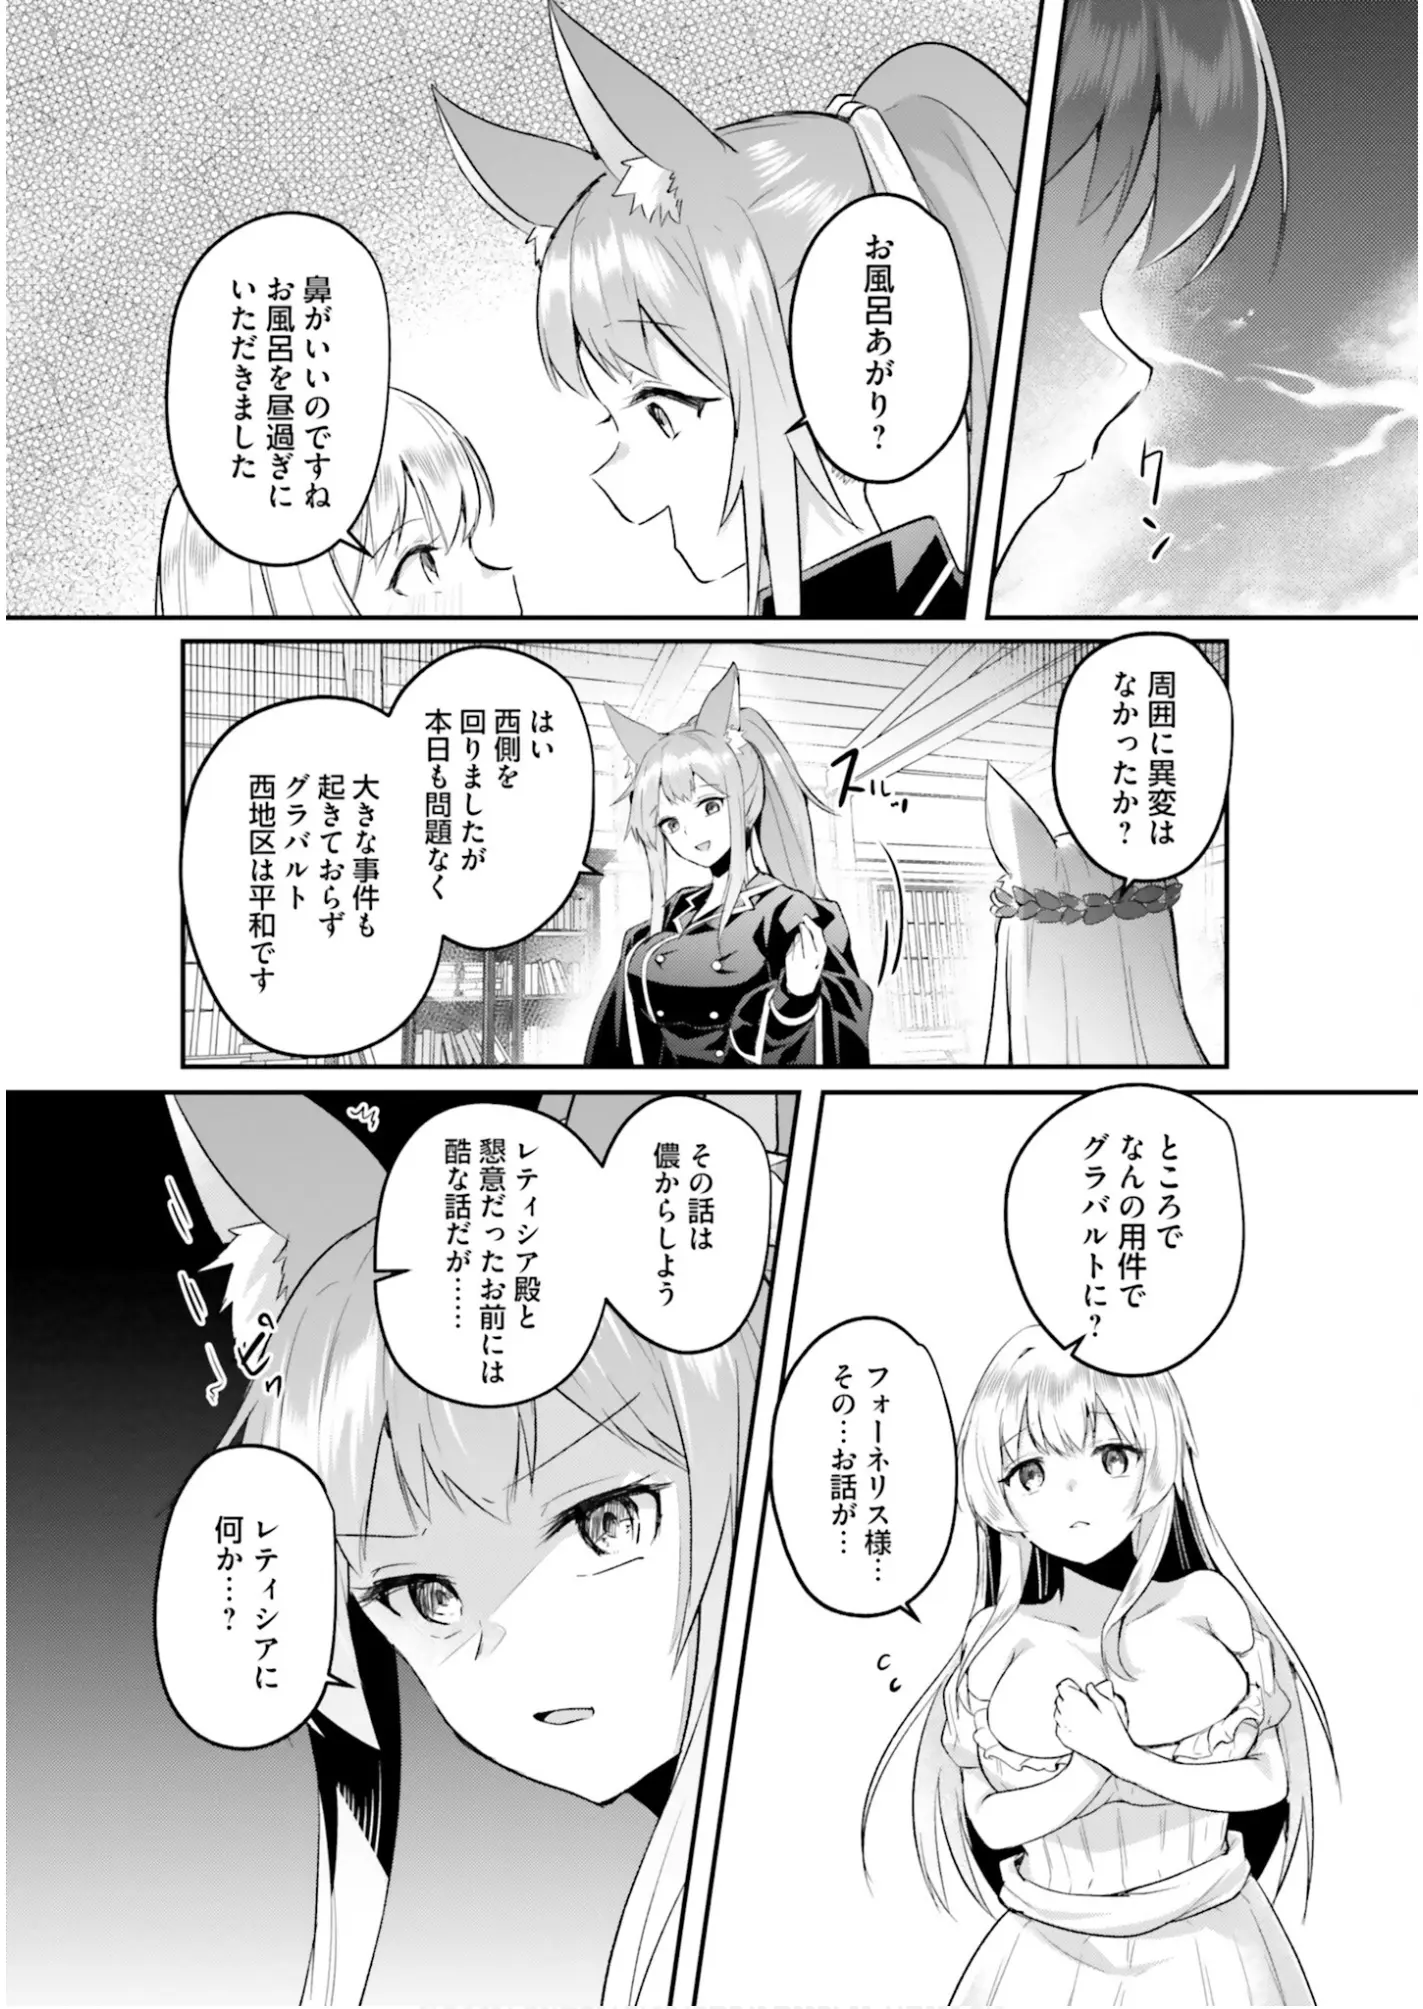 クン
お風呂あがり？
鼻がいいのですね
お風呂を昼過ぎに
いただきました
周囲に異変は
なかったか？
はい
西側を
回りましたが
本日も問題なく
大きな事件も
起きておらず
グラバルト
西地区は平和です
ところで
なんの用件で
グラバルトに？
フォーネリス様…
その…お話が…
その話は
儂からしよう
レティシア殿と
懇意だったお前には
酷な話だが……
ピク
レティシアに
何か…？